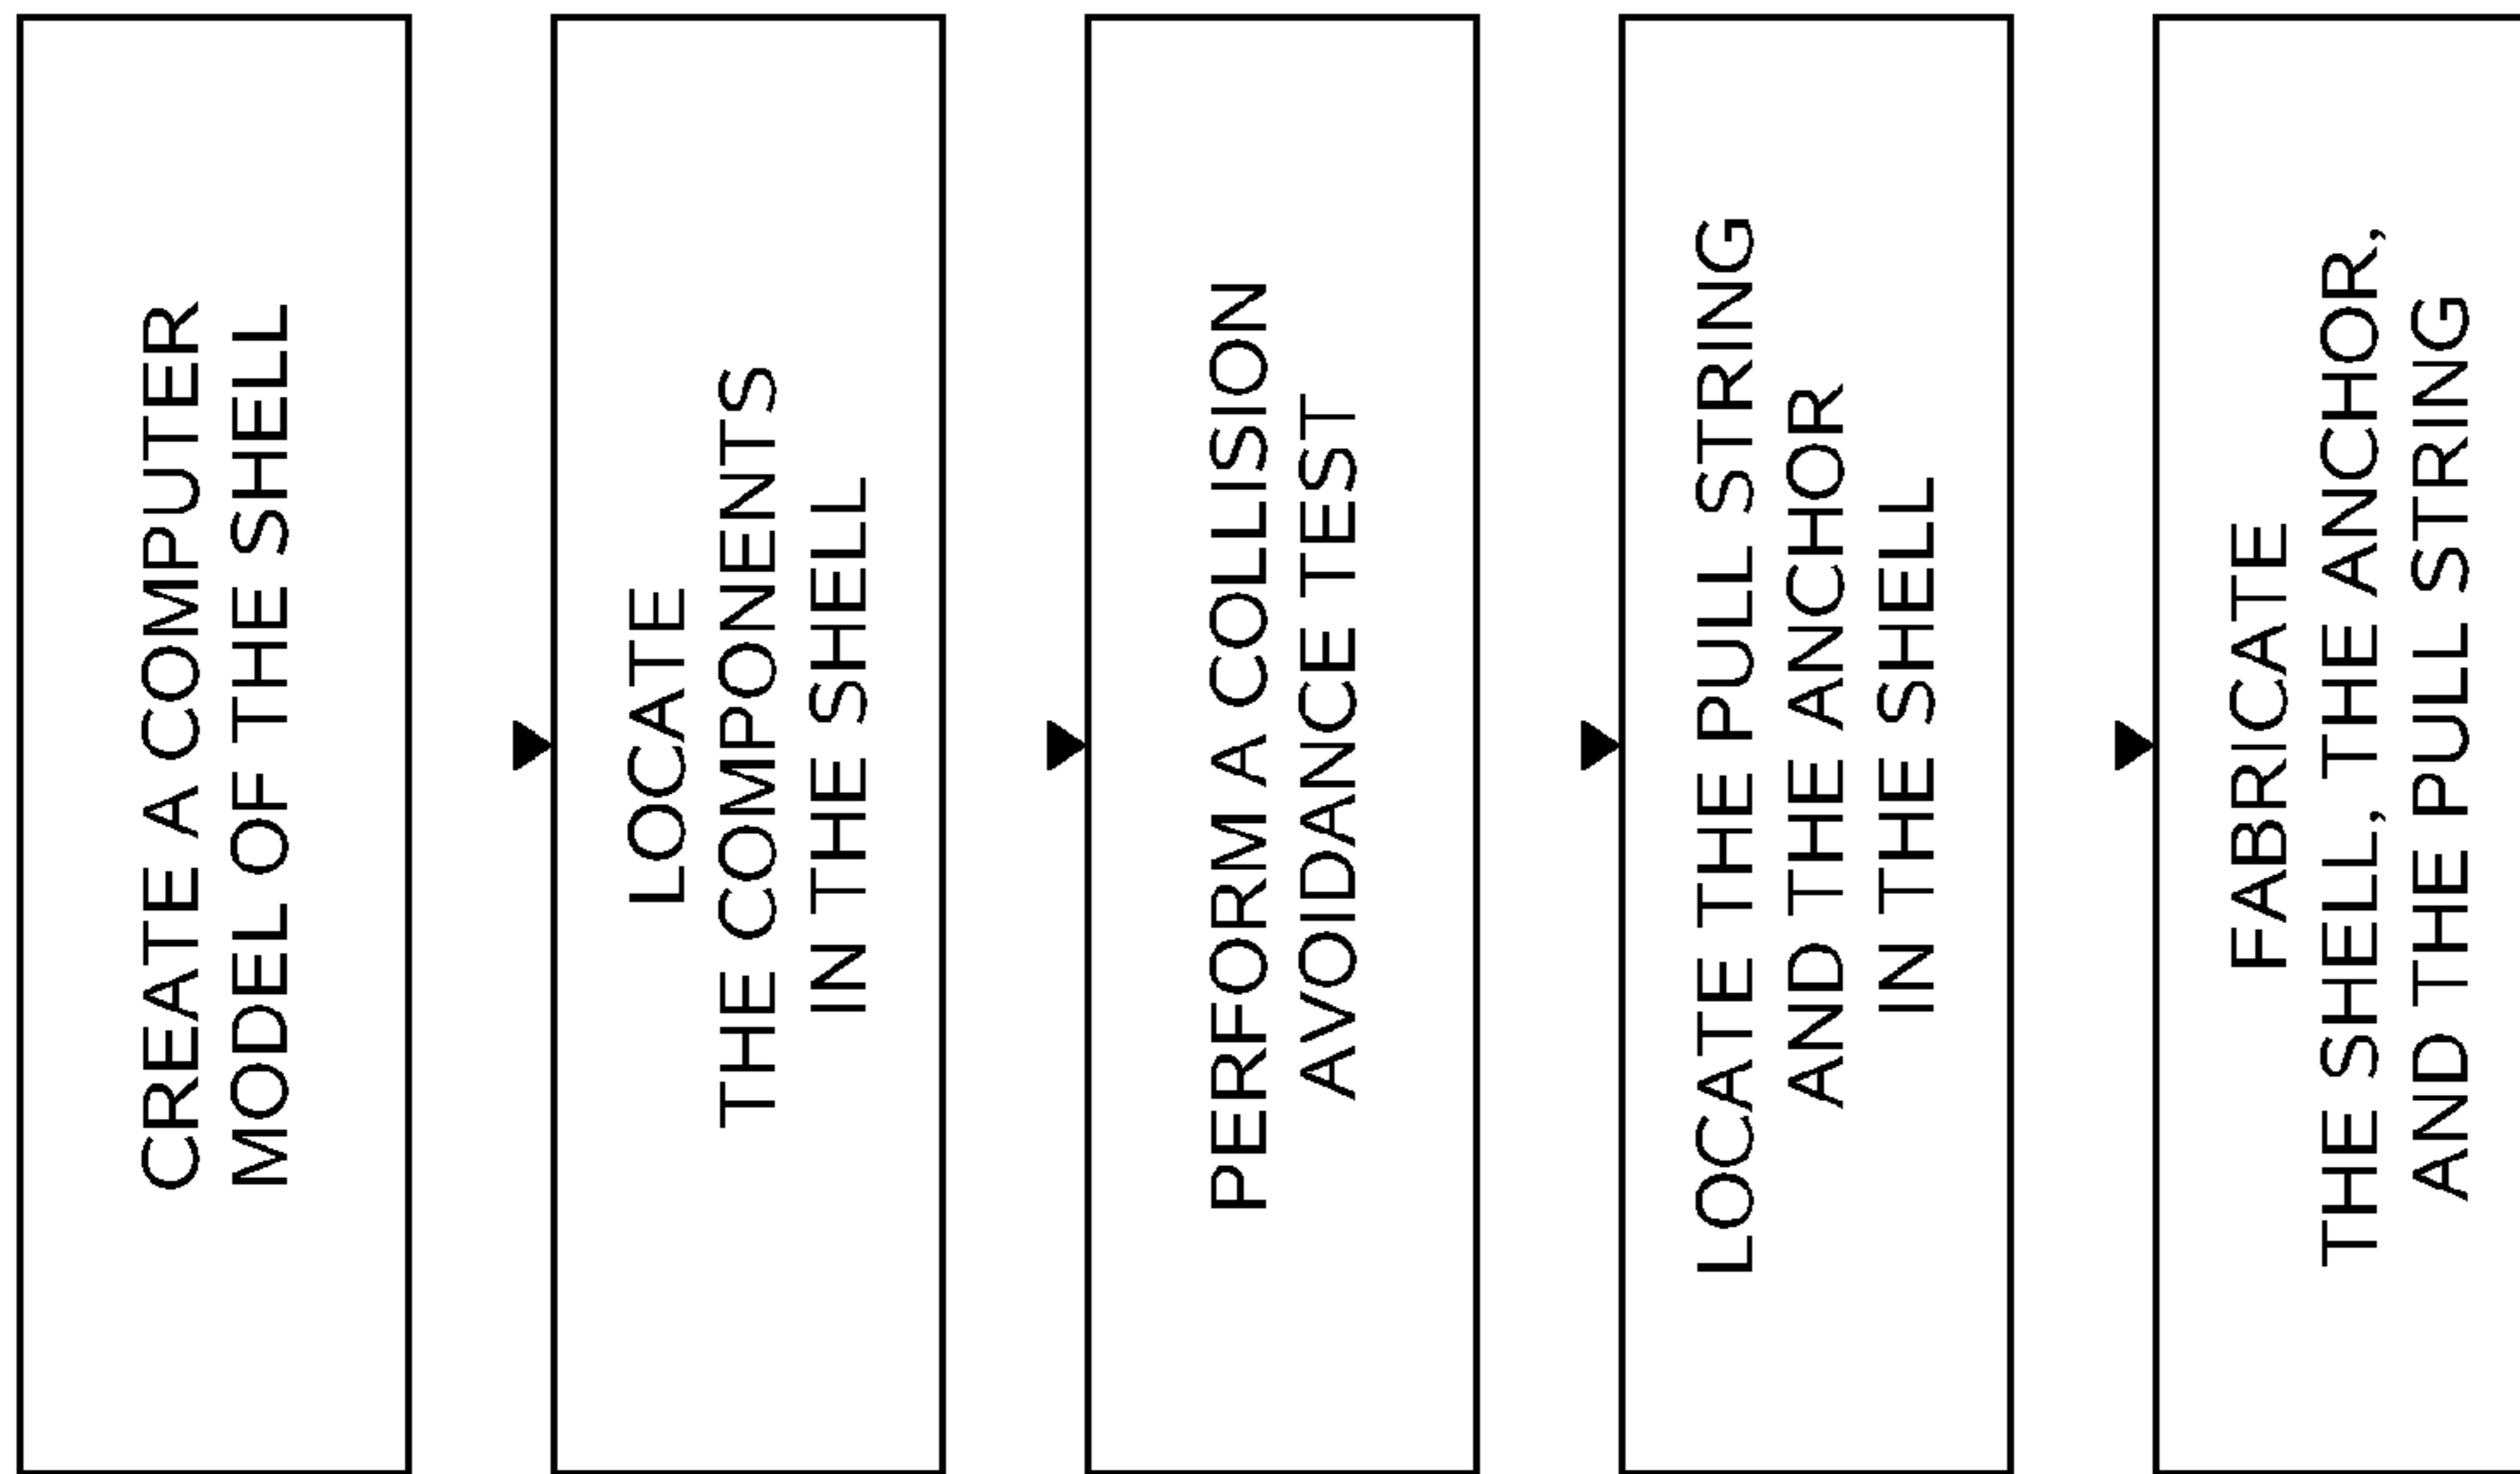 CREATE A COMPUTER
MODEL OF THE SHELL
LOCATE
THE COMPONENTS
IN THE SHELL
PERFORM A COLLISION
AVOIDANCE TEST
LOCATE THE PULL STRING
AND THE ANCHOR
IN THE SHELL
FABRICATE
THE SHELL, THE ANCHOR,
AND THE PULL STRING